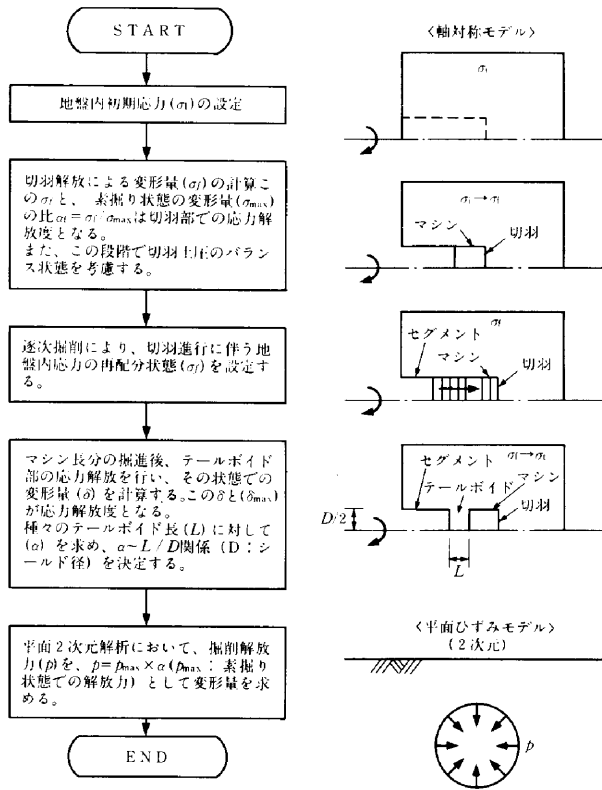 START
地盤内初期応力(σi)の設定
切羽解放による変形量(σf)の計算この
σfと、素掘り状態の変形量(σmax)
の比αf=σf/σmaxは切羽部での応力解
放度となる。
また、この段階で切羽土圧のバラン
ス状態を考慮する。
逐次掘削により、切羽進行に伴う地
盤内応力の再配分状態(σf)を設定す
る。
マシン長分の掘進後、テールボイド
部の応力解放を行い、その状態での
変形量(δ)を計算する。このδと(δmax)
が応力解放度となる。
種々のテールボイド長(L)に対して
(α)を求め、α~L/D関係(D:シ
ールド径)を決定する。
平面2次元解析において、掘削解放
力(p)を、p=pmax×α(pmax:素掘り
状態での解放力)として変形量を求
める。
END
〈軸対称モデル〉
σi
σi→σf
マシン
切羽
σf
セグメント
マシン
切羽
セグメント
σf→σt
マシン
テールボイド
切羽
D/2
L
〈平面ひずみモデル〉
(2次元)
p